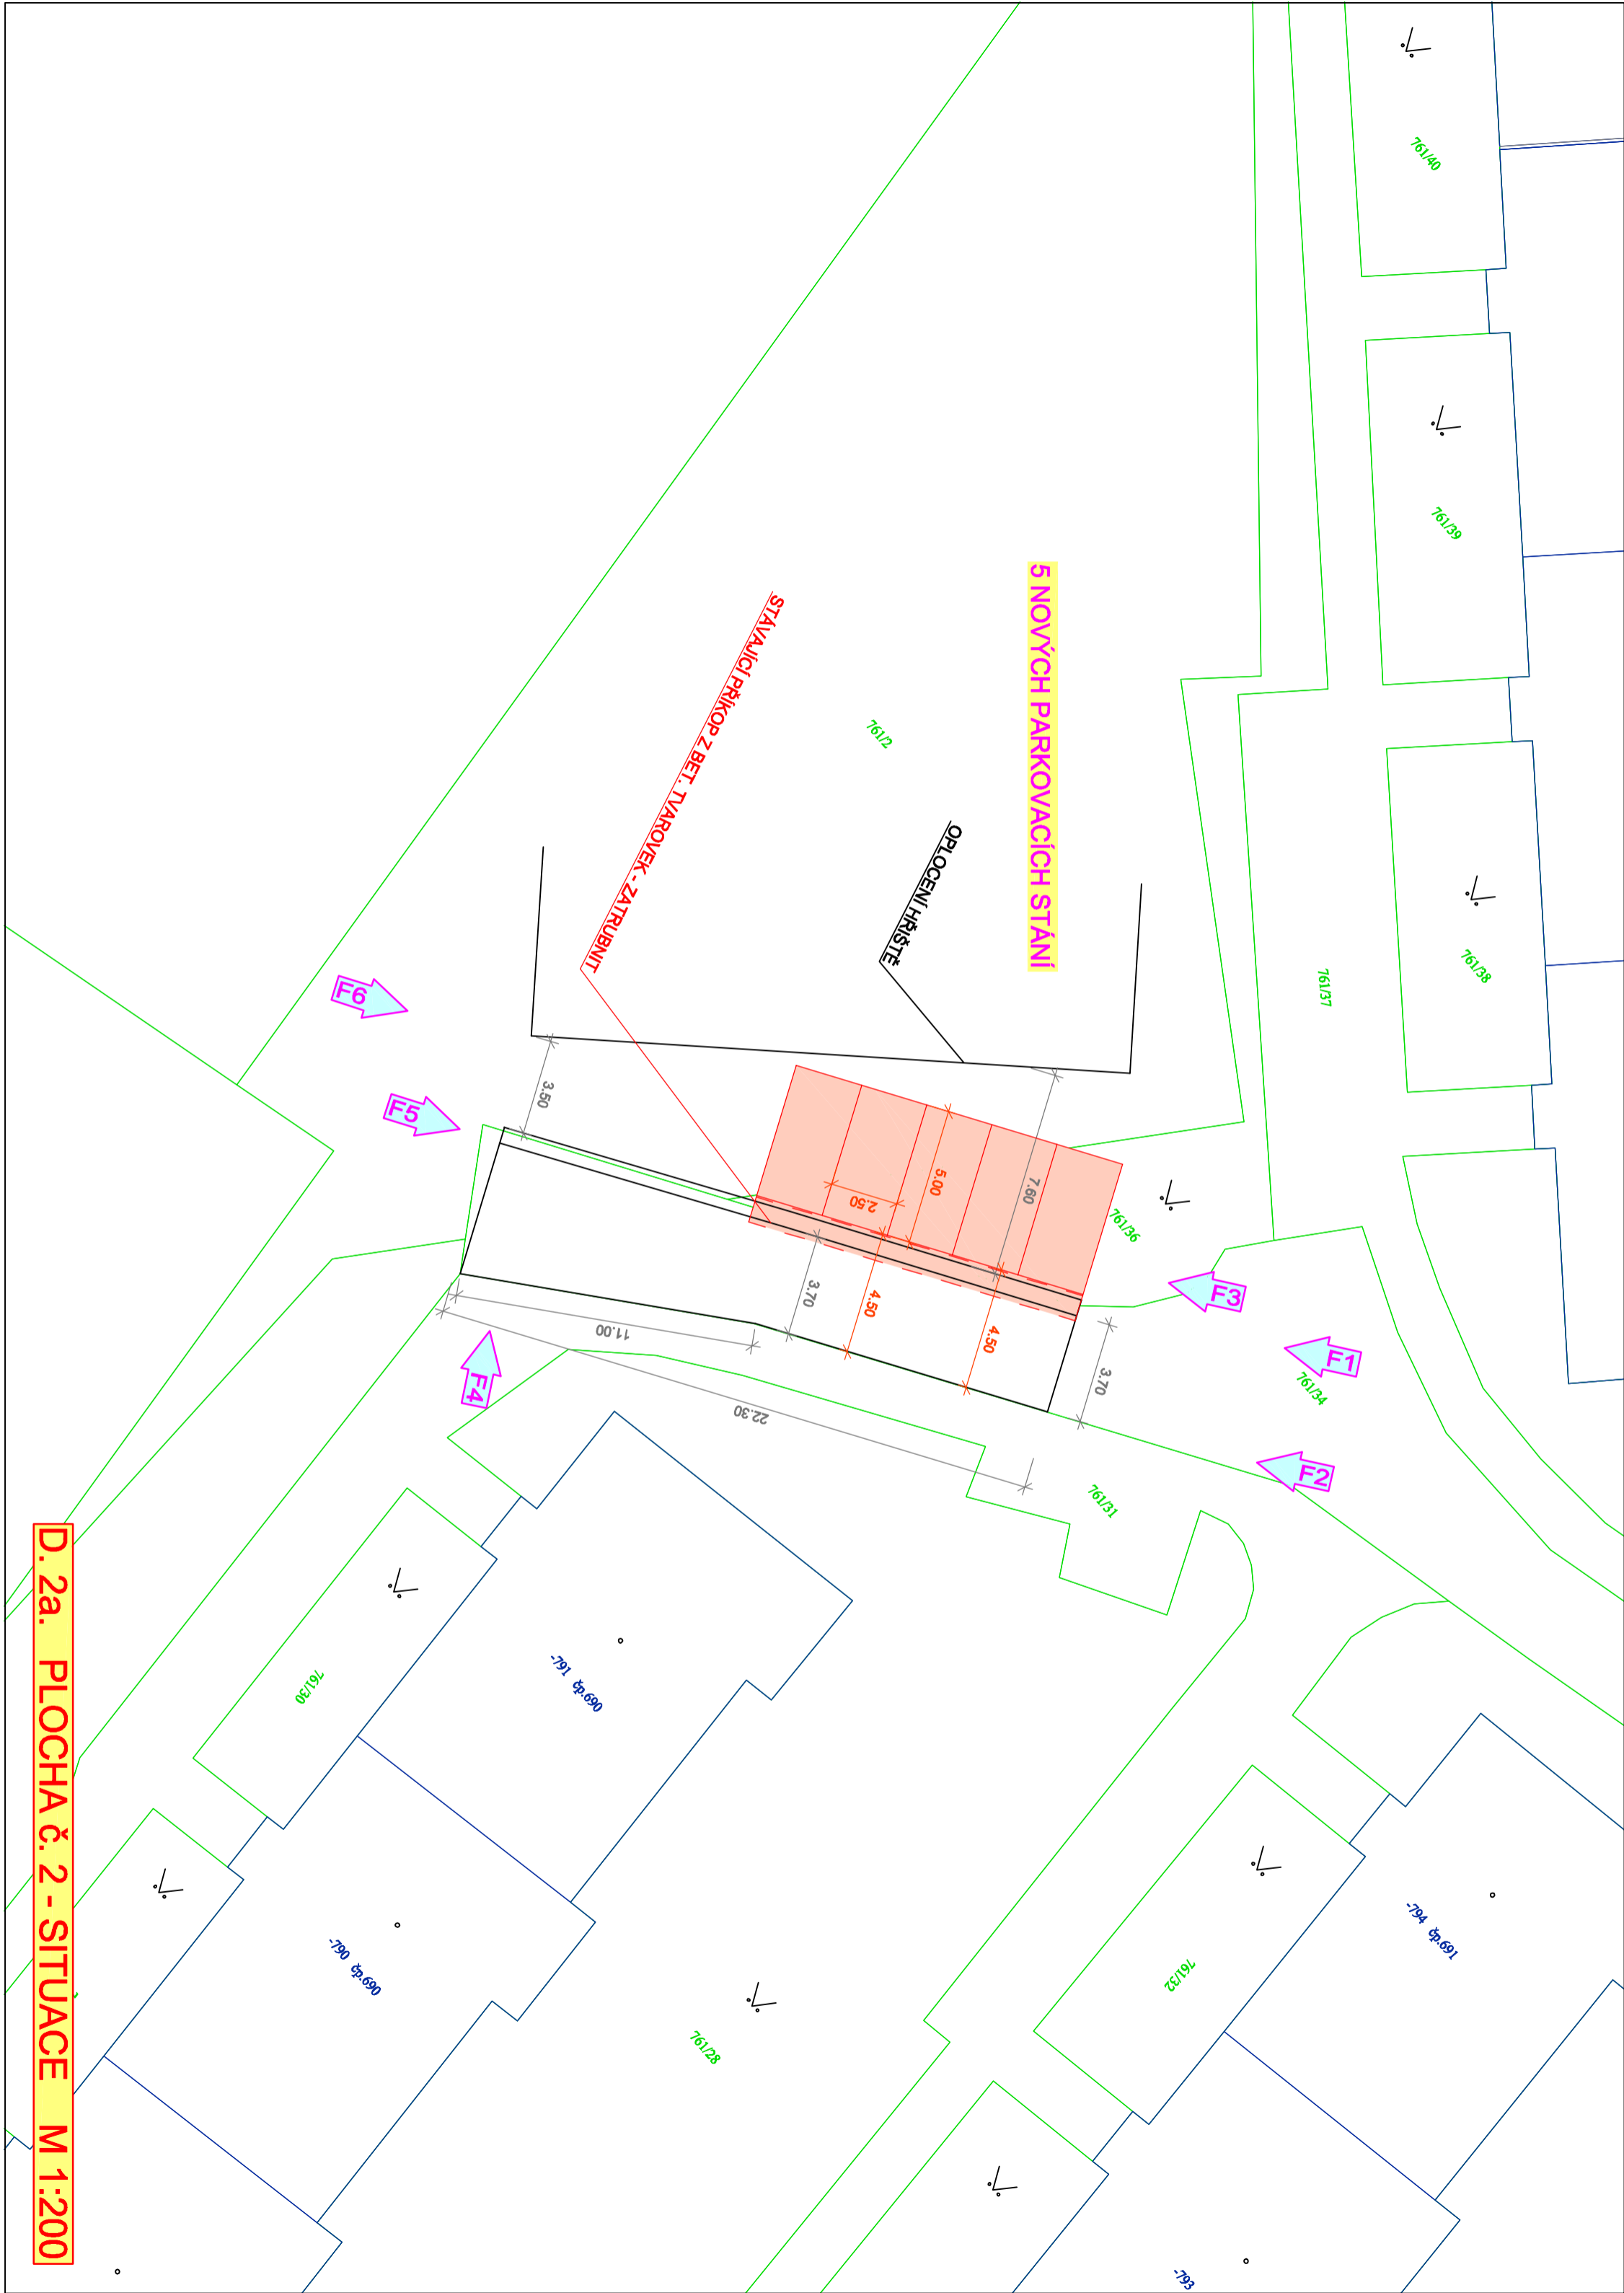 761/40
761/39
761/38
761/37
5 NOVÝCH PARKOVACÍCH STÁNÍ
761/2
OPLOCENÍ HŘIŠTĚ
STÁVAJÍCÍ PŘÍKOP Z BET. TVAROVEK - ZATRUBNIT
F6
F5
F3
F1
F2
F4
3.50
7.60
5.00
2.50
3.70
4.50
4.50
3.70
11.00
22.30
761/36
761/34
761/31
-791 čp.690
761/30
-790 čp.690
761/28
-794 čp.691
761/32
-793
D. 2a. PLOCHA č. 2 - SITUACE M 1:200